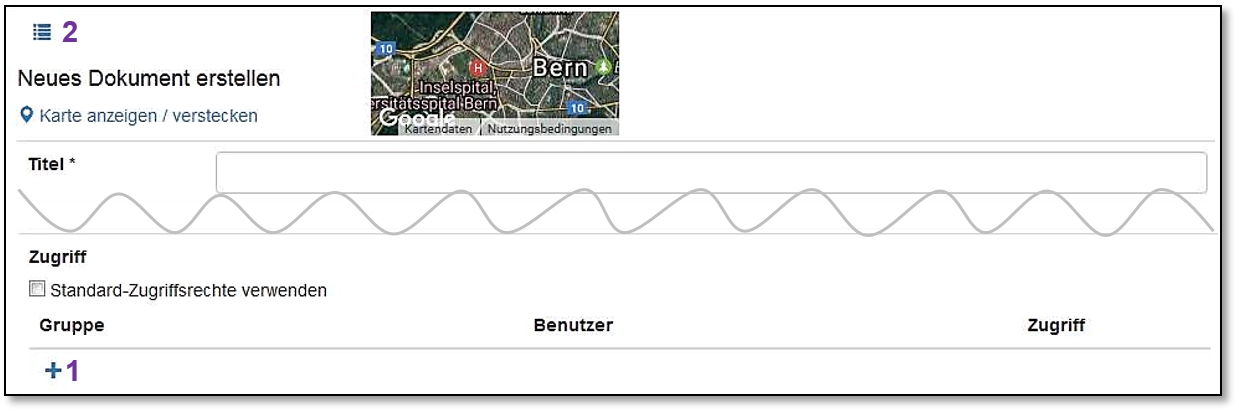 2
Neues Dokument erstellen
Karte anzeigen / verstecken
10
H
Bern
Inselspital,
ersitätsspital Bern
10
Google
Kartendaten Nutzungsbedingungen
Titel *
Zugriff
Standard-Zugriffsrechte verwenden
Gruppe Benutzer Zugriff
1